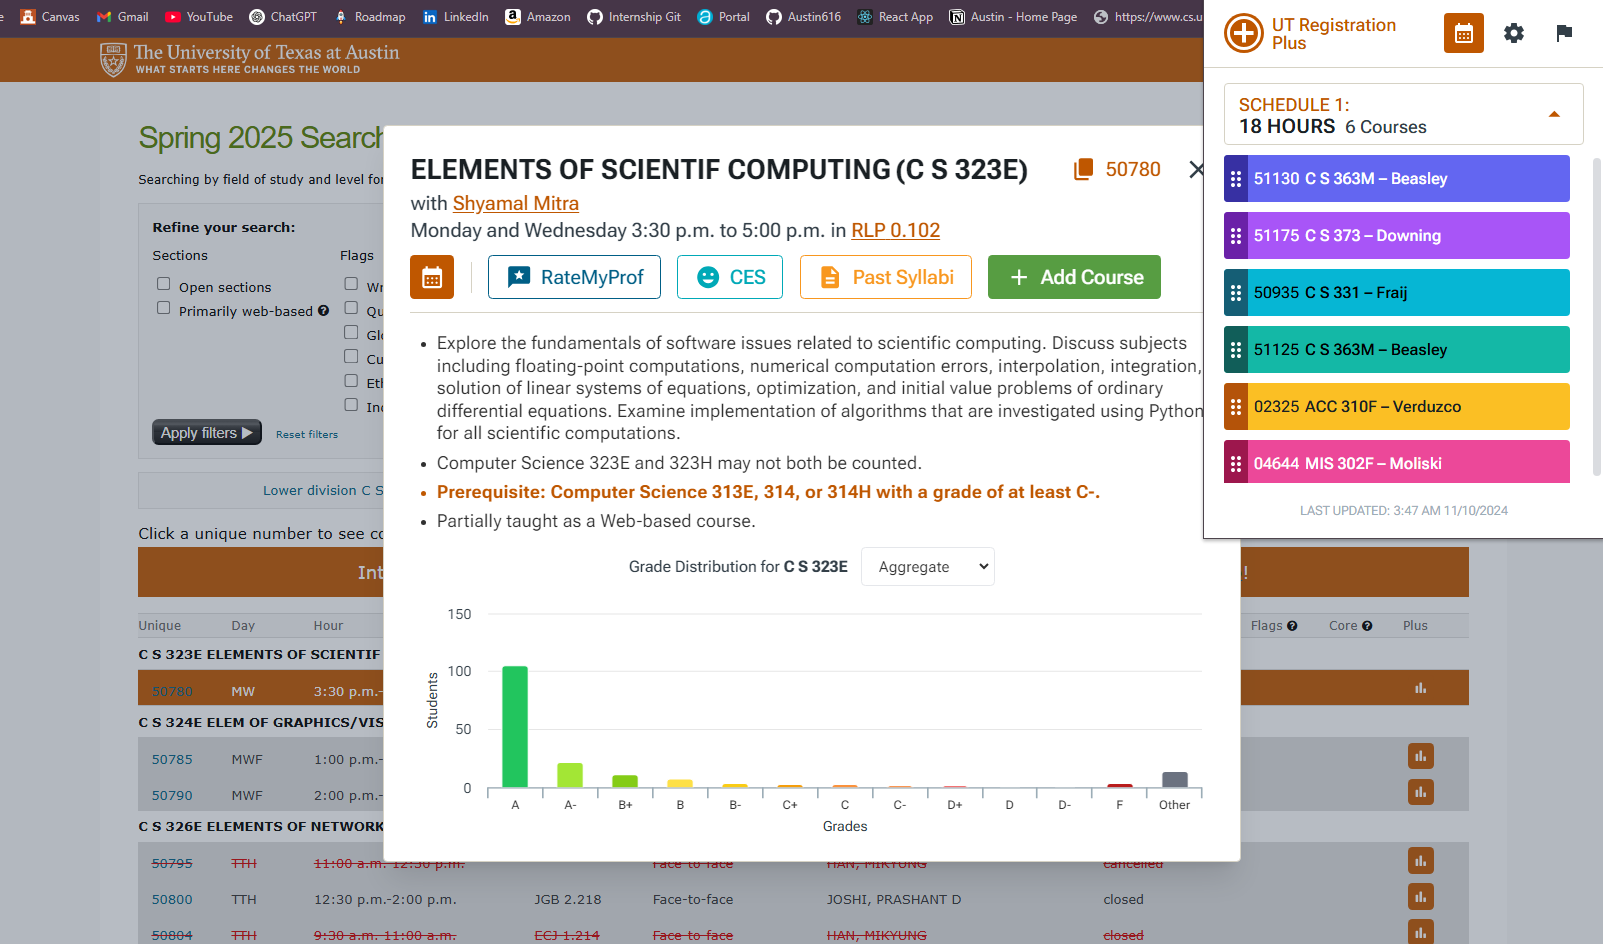 Canvas
Gmail
YouTube
ChatGPT
Roadmap
LinkedIn
Amazon
Internship Git
Portal
Austin616
React App
Austin - Home Page
https://www.cs.u
The University of Texas at Austin
WHAT STARTS HERE CHANGES THE WORLD
UT Registration
Plus
SCHEDULE 1:
18 HOURS 6 Courses
51130 C S 363M – Beasley
51175 C S 373 – Downing
50935 C S 331 – Fraij
51125 C S 363M – Beasley
02325 ACC 310F – Verduzco
04644 MIS 302F – Moliski
LAST UPDATED: 3:47 AM 11/10/2024
Spring 2025 Search
Searching by field of study and level for
Refine your search:
Sections
Flags
Open sections
Primarily web-based
Wr
Qu
Glo
Cu
Eth
Ind
Apply filters
Reset filters
Lower division C S
Click a unique number to see co
Int
!
ELEMENTS OF SCIENTIF COMPUTING (C S 323E)
50780
with Shyamal Mitra
Monday and Wednesday 3:30 p.m. to 5:00 p.m. in RLP 0.102
RateMyProf
CES
Past Syllabi
+ Add Course
• Explore the fundamentals of software issues related to scientific computing. Discuss subjects
including floating-point computations, numerical computation errors, interpolation, integration,
solution of linear systems of equations, optimization, and initial value problems of ordinary
differential equations. Examine implementation of algorithms that are investigated using Python
for all scientific computations.
• Computer Science 323E and 323H may not both be counted.
• Prerequisite: Computer Science 313E, 314, or 314H with a grade of at least C-.
• Partially taught as a Web-based course.
Grade Distribution for C S 323E
Aggregate
150
100
50
0
Students
A A- B+ B B- C+ C C- D+ D D- F Other
Grades
Unique Day Hour Flags Core Plus
C S 323E ELEMENTS OF SCIENTIF
50780 MW 3:30 p.m.-
C S 324E ELEM OF GRAPHICS/VIS
50785 MWF 1:00 p.m.-
50790 MWF 2:00 p.m.-
C S 326E ELEMENTS OF NETWORK
50795 TTH 11:00 a.m.-12:30 p.m. Face-to-face HAN, MIKYUNG cancelled
50800 TTH 12:30 p.m.-2:00 p.m. JGB 2.218 Face-to-face JOSHI, PRASHANT D closed
50804 TTH 9:30 a.m.-11:00 a.m. ECJ 1.214 Face-to-face HAN, MIKYUNG closed